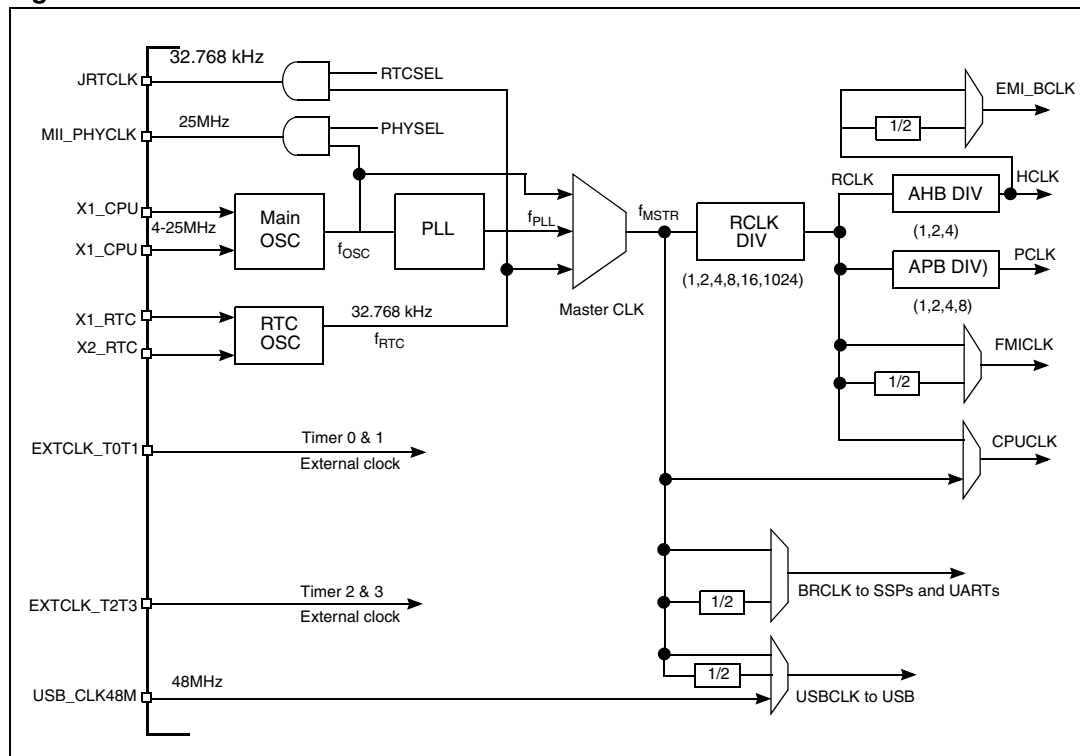 32.768 kHz
JRTCLK
RTCSEL
EMI_BCLK
25MHz
MII_PHYCLK
PHYSEL
1/2
RCLK
HCLK
X1_CPU
4-25MHz
X1_CPU
Main
OSC
fOSC
PLL
fPLL
fMSTR
RCLK
DIV
(1,2,4,8,16,1024)
AHB DIV
(1,2,4)
PCLK
APB DIV)
(1,2,4,8)
Master CLK
X1_RTC
X2_RTC
RTC
OSC
32.768 kHz
fRTC
FMICLK
1/2
EXTCLK_T0T1
Timer 0 & 1
External clock
CPUCLK
EXTCLK_T2T3
Timer 2 & 3
External clock
1/2
BRCLK to SSPs and UARTs
USB_CLK48M
48MHz
1/2
USBCLK to USB